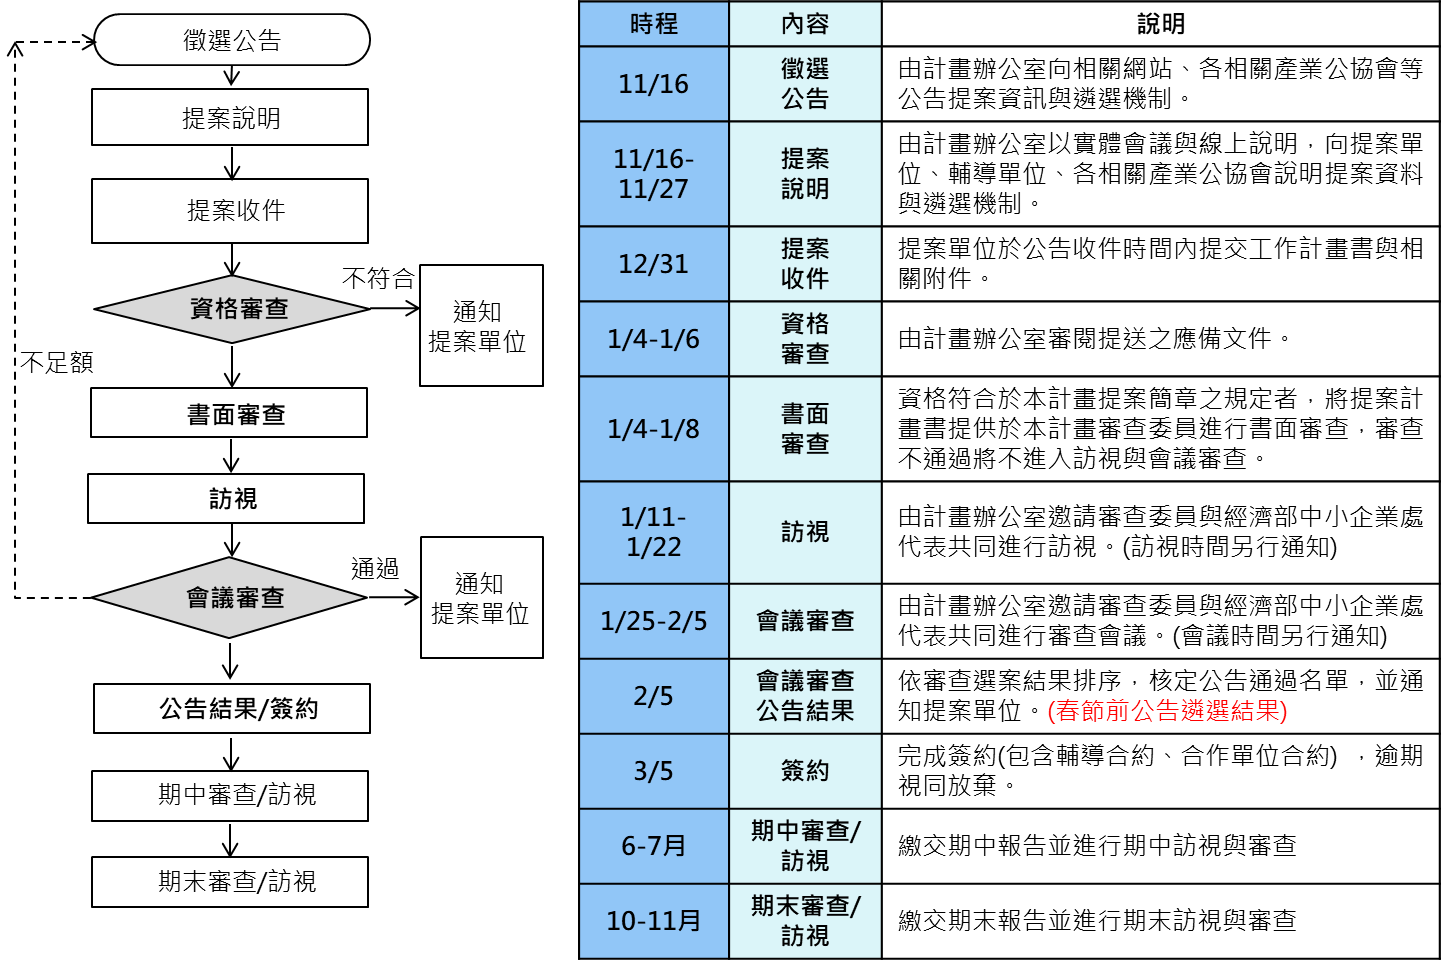 徵選公告
提案說明
提案收件
不符合
資格審查
通知
提案單位
不足額
書面審查
訪視
通過
會議審查
通知
提案單位
公告結果/簽約
期中審查/訪視
期末審查/訪視
時程
內容
說明
11/16
徵選
公告
由計畫辦公室向相關網站、各相關產業公協會等
公告提案資訊與遴選機制。
11/16-
11/27
提案
說明
由計畫辦公室以實體會議與線上說明，向提案單
位、輔導單位、各相關產業公協會說明提案資料
與遴選機制。
12/31
提案
收件
提案單位於公告收件時間內提交工作計畫書與相
關附件。
1/4-1/6
資格
審查
由計畫辦公室審閱提送之應備文件。
1/4-1/8
書面
審查
資格符合於本計畫提案簡章之規定者，將提案計
畫書提供於本計畫審查委員進行書面審查，審查
不通過將不進入訪視與會議審查。
1/11-
1/22
訪視
由計畫辦公室邀請審查委員與經濟部中小企業處
代表共同進行訪視。(訪視時間另行通知)
1/25-2/5
會議審查
由計畫辦公室邀請審查委員與經濟部中小企業處
代表共同進行審查會議。(會議時間另行通知)
2/5
會議審查
公告結果
依審查選案結果排序，核定公告通過名單，並通
知提案單位。(春節前公告遴選結果)
3/5
簽約
完成簽約(包含輔導合約、合作單位合約) ，逾期
視同放棄。
6-7月
期中審查/
訪視
繳交期中報告並進行期中訪視與審查
10-11月
期末審查/
訪視
繳交期末報告並進行期末訪視與審查